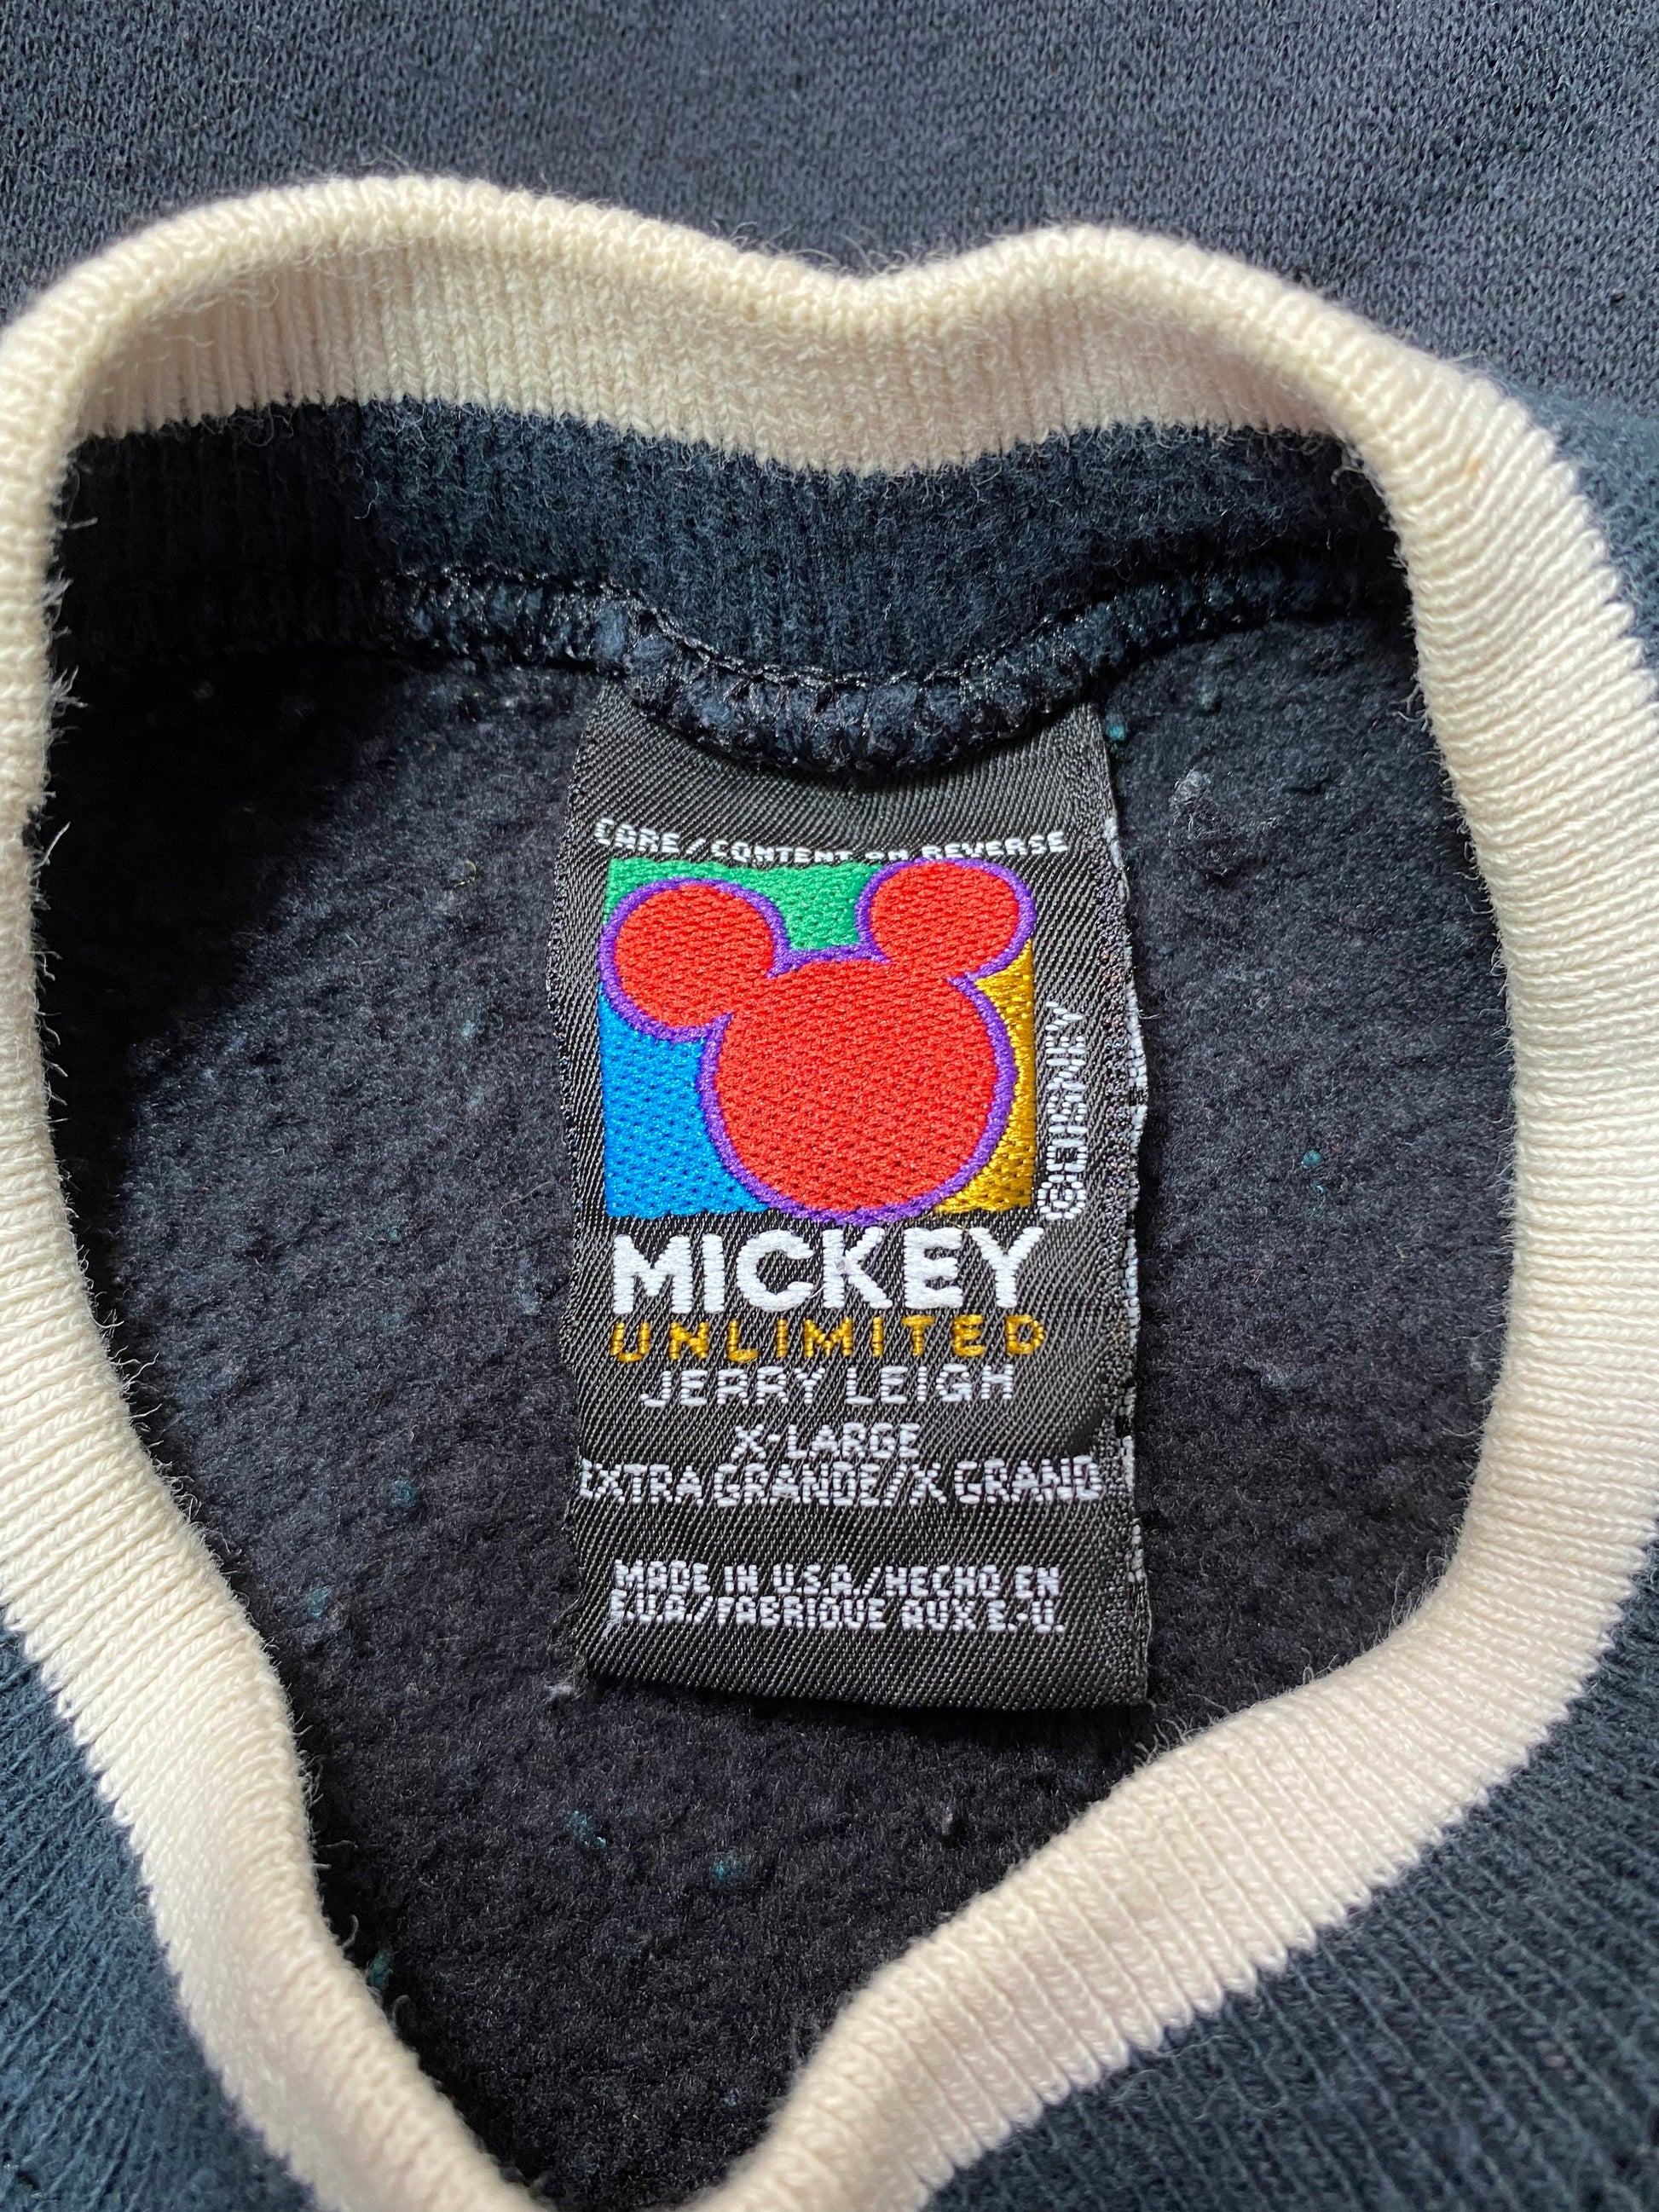 CARE/CONTENT ON REVERSE
©DISNEY
MICKEY
UNLIMITED
JERRY LEIGH
X-LARGE
EXTRA GRANDE/X GRAND
MADE IN U.S.A./HECHO EN
E.U.A./FABRIQUE AUX E.-U.